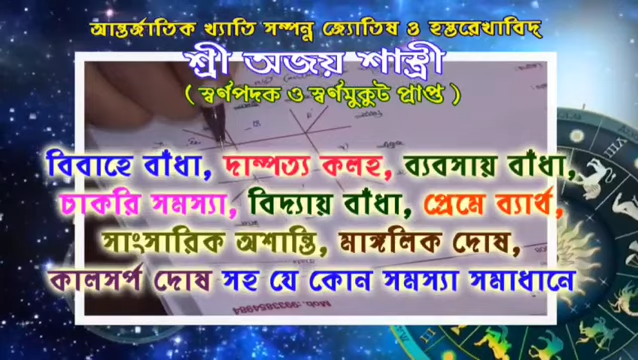 আন্তর্জাতিক খ্যাতি সম্পন্ন জ্যোতিষ ও হস্তরেখাবিদ্
শ্রী অজয় শাস্ত্রী
( স্বর্ণপদক ও স্বর্ণমুকুট প্রাপ্ত )
বিবাহে বাঁধা, দাম্পত্য কলহ, ব্যবসায় বাঁধা,
চাকরি সমস্যা, বিদ্যায় বাঁধা, প্রেমে ব্যার্থ,
সাংসারিক অশান্তি, মাঙ্গলিক দোষ,
কালসর্প দোষ সহ যে কোন সমস্যা সমাধানে